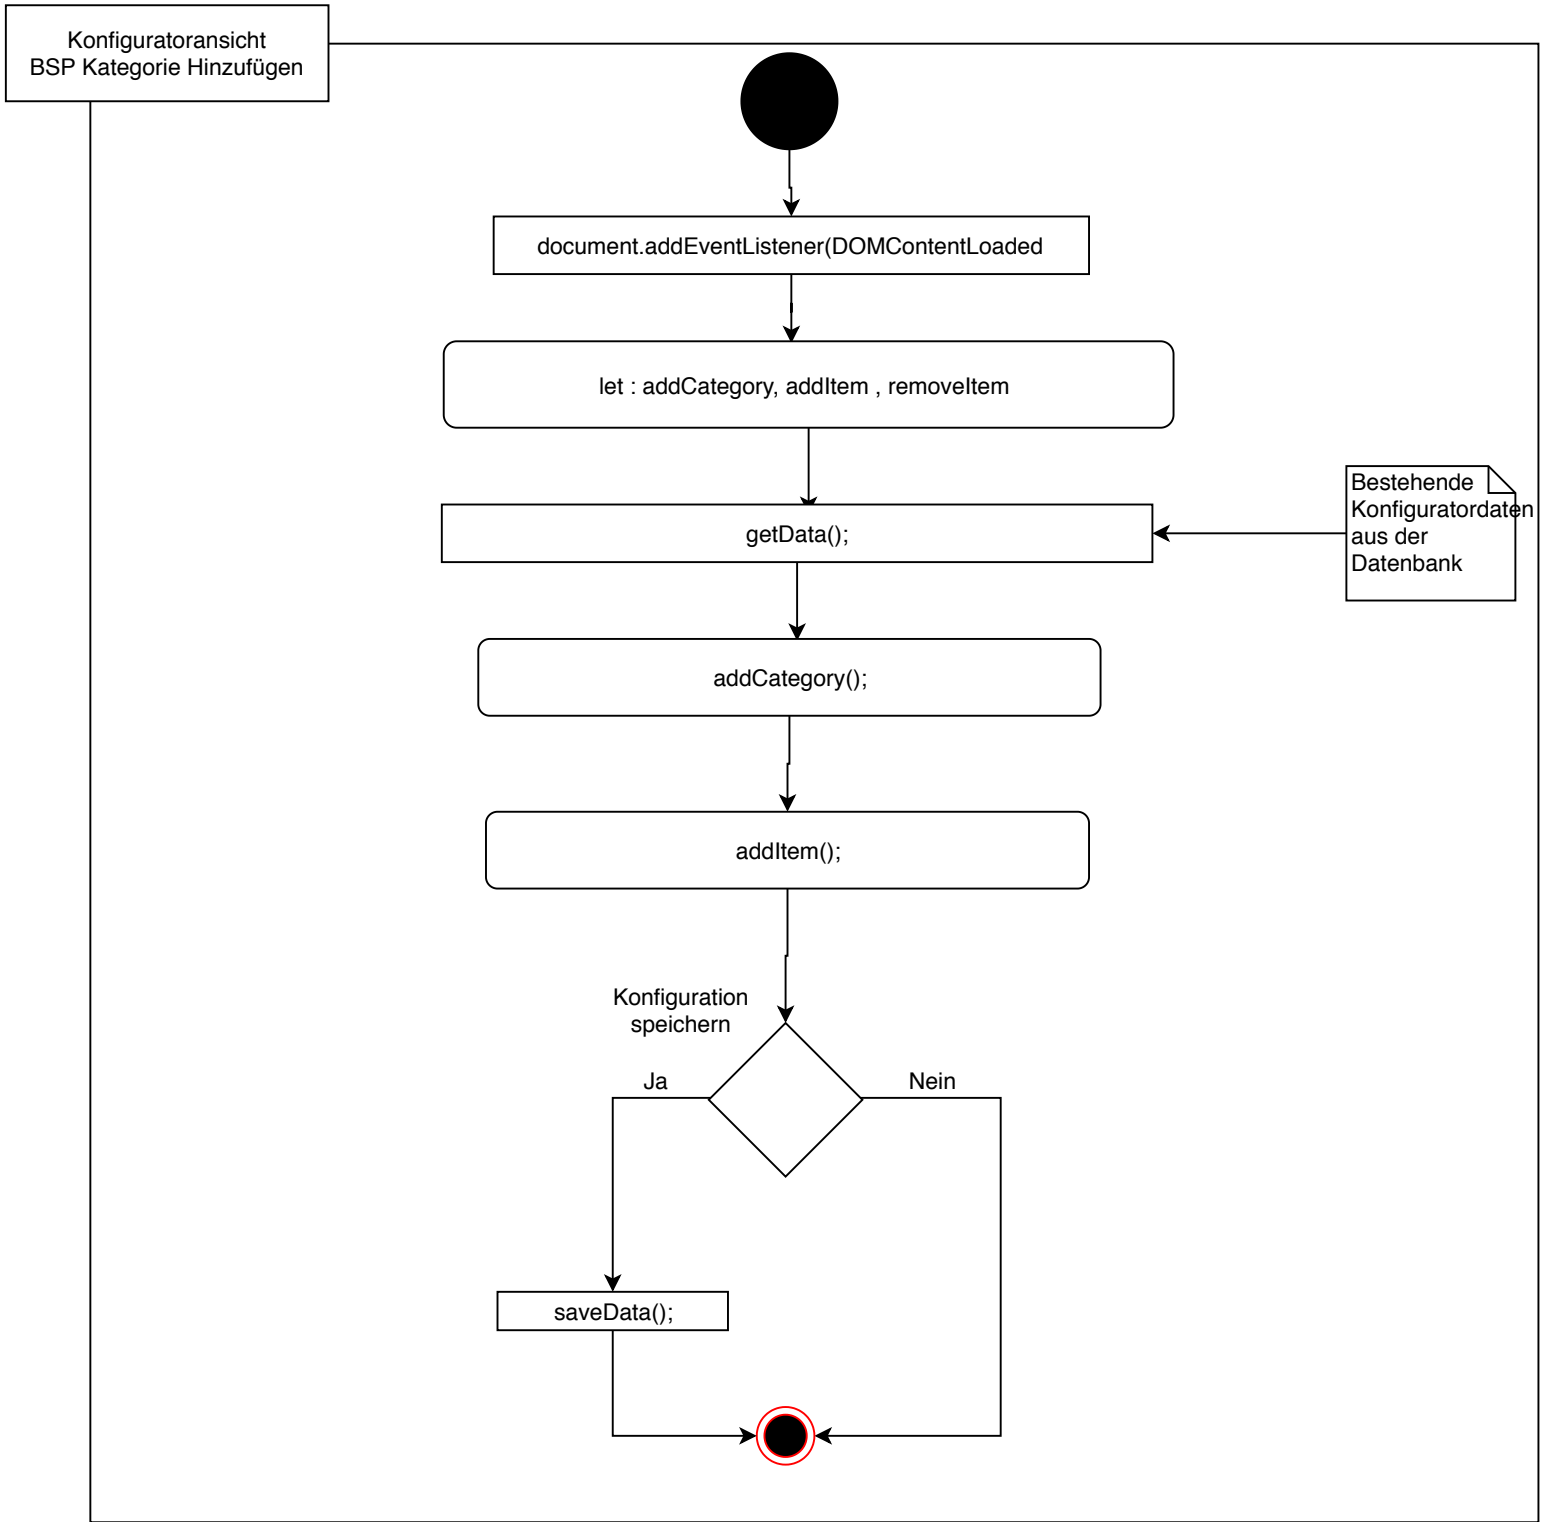 Konfiguratoransicht
BSP Kategorie Hinzufügen
document.addEventListener(DOMContentLoaded
let : addCategory, addItem , removeItem
getData();
Bestehende
Konfiguratordaten
aus der
Datenbank
addCategory();
addItem();
Konfiguration
speichern
Ja
Nein
saveData();